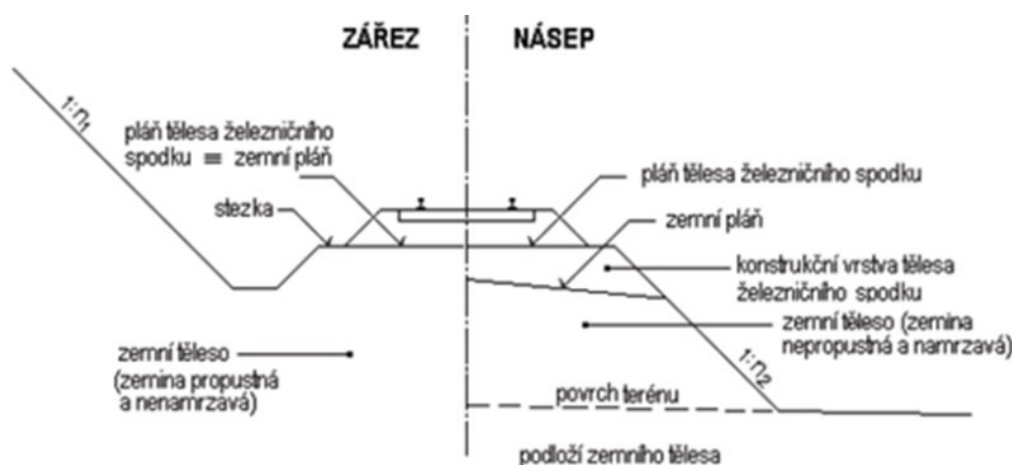 ZÁŘEZ
NÁSEP
1:n1
pláň tělesa železničního
spodku ≡ zemní pláň
stezka
pláň tělesa železničního spodku
zemní pláň
konstrukční vrstva tělesa
železničního spodku
zemní těleso
(zemina propustná
a nenamrzavá)
zemní těleso (zemina
nepropustná a namrzavá)
1:n2
povrch terénu
podloží zemního tělesa